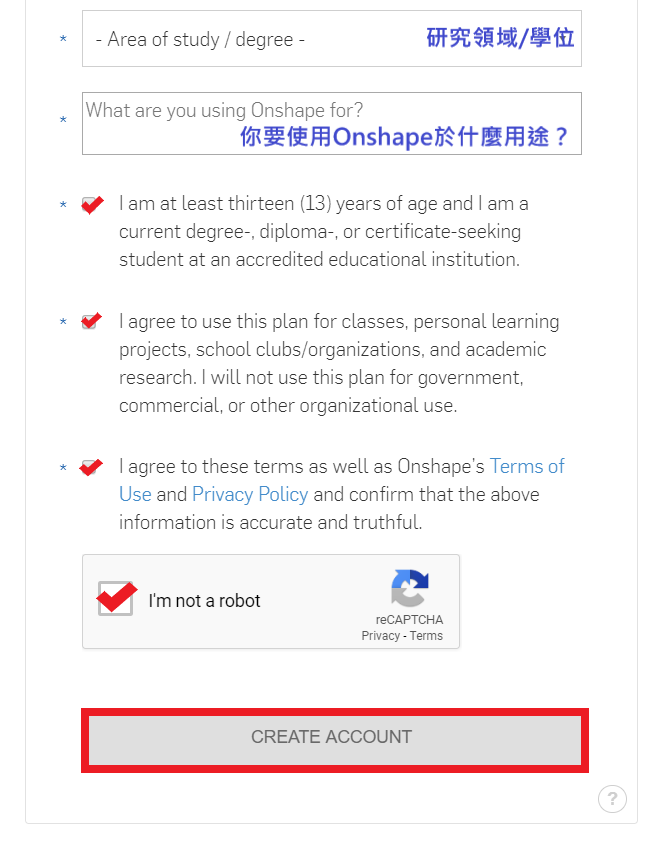 * - Area of study / degree - 研究領域/學位
* What are you using Onshape for?
你要使用Onshape於什麼用途？
* I am at least thirteen (13) years of age and I am a
current degree-, diploma-, or certificate-seeking
student at an accredited educational institution.
* I agree to use this plan for classes, personal learning
projects, school clubs/organizations, and academic
research. I will not use this plan for government,
commercial, or other organizational use.
* I agree to these terms as well as Onshape's Terms of
Use and Privacy Policy and confirm that the above
information is accurate and truthful.
I'm not a robot
reCAPTCHA
Privacy - Terms
CREATE ACCOUNT
?